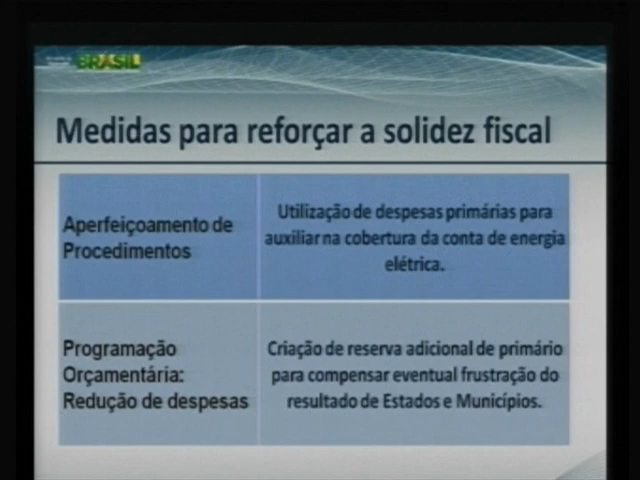 BRASIL
Medidas para reforçar a solidez fiscal
Aperfeiçoamento de
Procedimentos
Utilização de despesas primárias para
auxiliar na cobertura da conta de energia
elétrica.
Programação
Orçamentária:
Redução de despesas
Criação de reserva adicional de primário
para compensar eventual frustração do
resultado de Estados e Municípios.